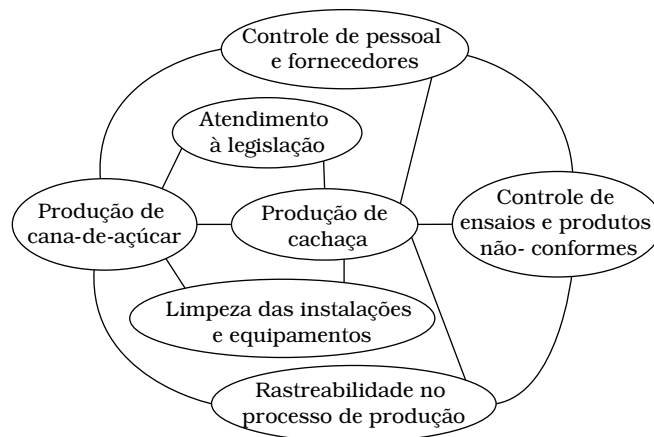 Controle de pessoal
e fornecedores
Atendimento
à legislação
Produção de
cana-de-açúcar
Produção de
cachaça
Controle de
ensaios e produtos
não- conformes
Limpeza das instalações
e equipamentos
Rastreabilidade no
processo de produção